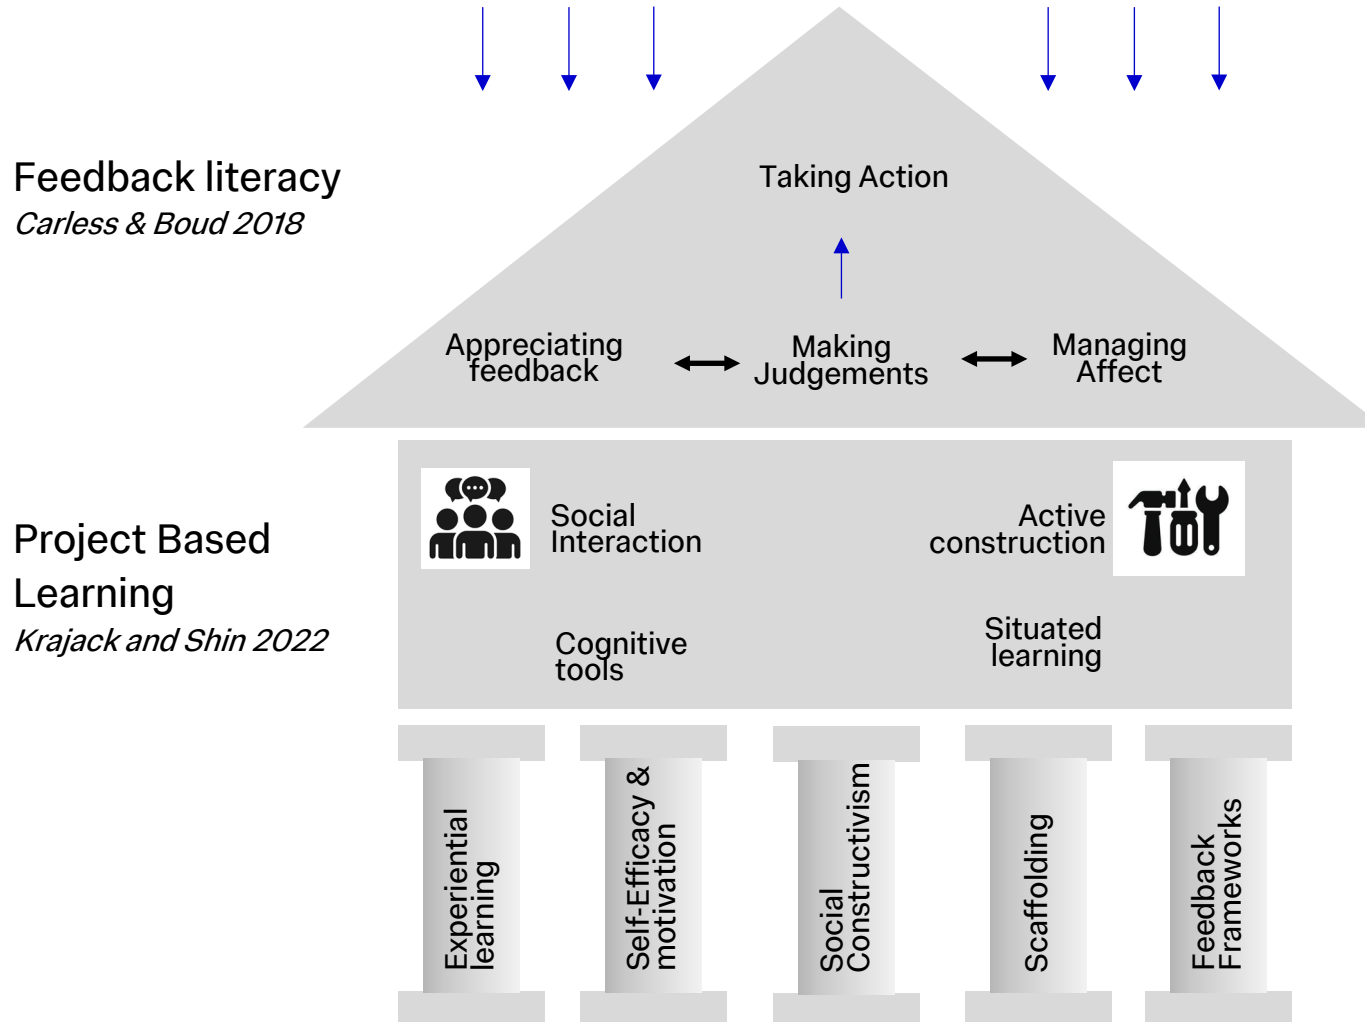 Feedback literacy
Carless & Boud 2018
Taking Action
Appreciating
feedback
Making
Judgements
Managing
Affect
Project Based
Learning
Krajack and Shin 2022
Social
Interaction
Active
construction
Cognitive
tools
Situated
learning
Experiential
learning
Self-Efficacy &
motivation
Social
Constructivism
Scaffolding
Feedback
Frameworks